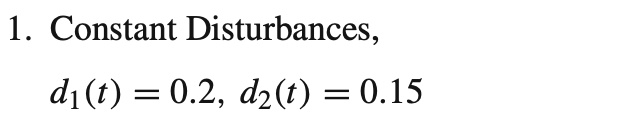 1. Constant Disturbances,
d₁(t) = 0.2, d₂(t) = 0.15